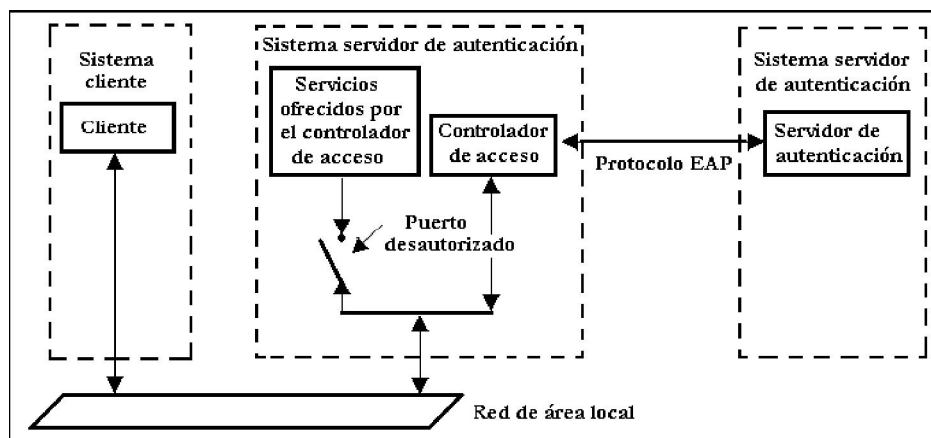 Sistema
cliente
Cliente
Sistema servidor de autenticación
Servicios
ofrecidos por
el controlador
de acceso
Controlador
de acceso
Puerto
desautorizado
Protocolo EAP
Sistema servidor
de autenticación
Servidor de
autenticación
Red de área local